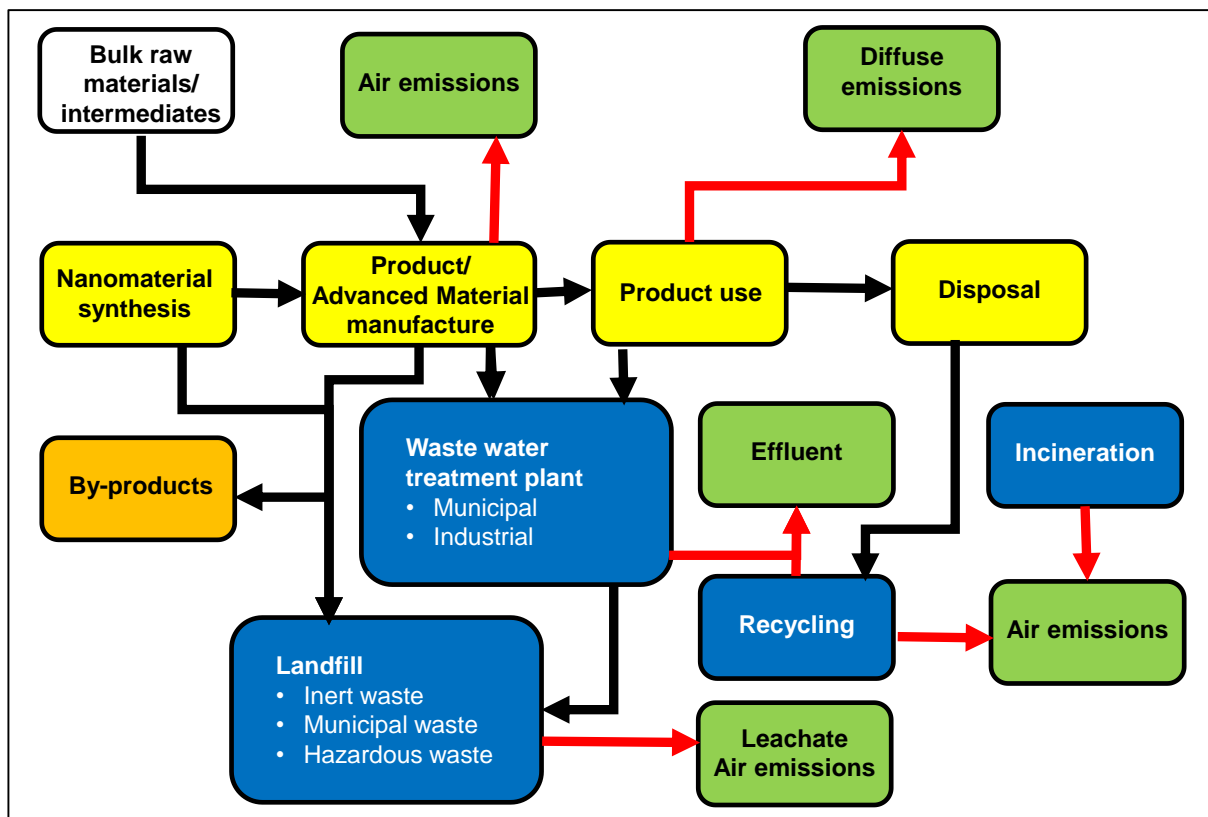 Bulk raw
materials/
intermediates
Air emissions
Diffuse
emissions
Nanomaterial
synthesis
Product/
Advanced Material
manufacture
Product use
Disposal
By-products
Waste water
treatment plant
• Municipal
• Industrial
Effluent
Incineration
Recycling
Air emissions
Landfill
• Inert waste
• Municipal waste
• Hazardous waste
Leachate
Air emissions